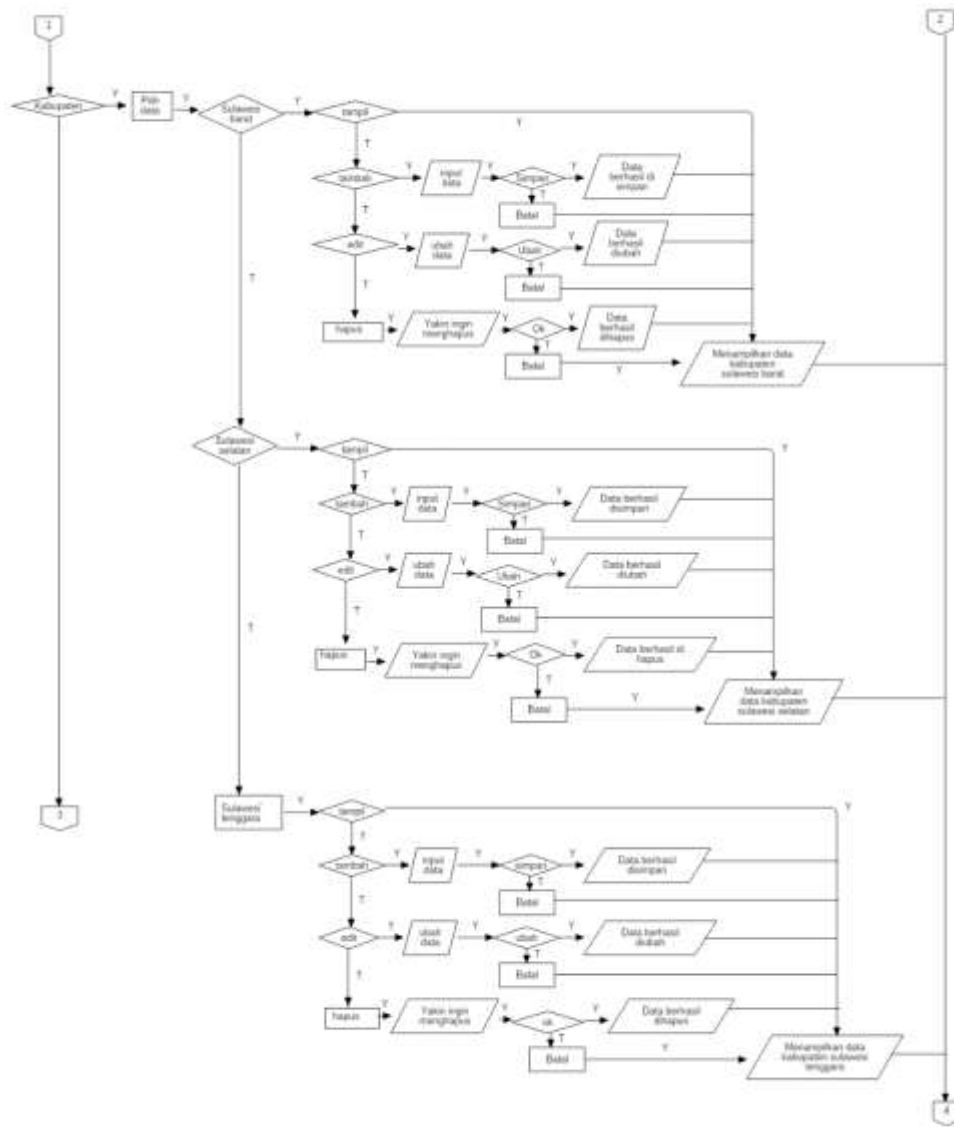 1
2
Kabupaten
Y
Pilih
data
Y
Sulawesi
barat
Y
tampil
Y
T
tambah
Y
input
data
Y
Simpan
Y
Data
berhasil di
simpan
T
Batal
T
edit
Y
ubah
data
Y
Ubah
Y
Data
berhasil
diubah
T
Batal
T
T
hapus
Y
Yakin ingin
menghapus
Y
Ok
Y
Data
berhasil
dihapus
T
Batal
Y
Menampilkan data
kabupaten
sulawesi barat
Sulawesi
selatan
Y
tampil
Y
T
tambah
Y
input
data
Y
Simpan
Y
Data berhasil
disimpan
T
Batal
T
edit
Y
ubah
data
Y
Ubah
Y
Data berhasil
diubah
T
Batal
T
T
hapus
Y
Yakin ingin
menghapus
Y
Ok
Y
Data berhasil di
hapus
T
Batal
Y
Menampilkan
data kabupaten
sulawesi selatan
3
Sulawesi
tenggara
Y
tampil
Y
T
tambah
Y
input
data
Y
simpan
Y
Data berhasil
disimpan
T
Batal
T
edit
Y
ubah
data
Y
ubah
Y
Data berhasil
diubah
T
Batal
T
hapus
Y
Yakin ingin
menghapus
Y
ok
Y
Data berhasil
dihapus
T
Batal
Y
Menampilkan data
kabupatin sulawesi
tenggara
4